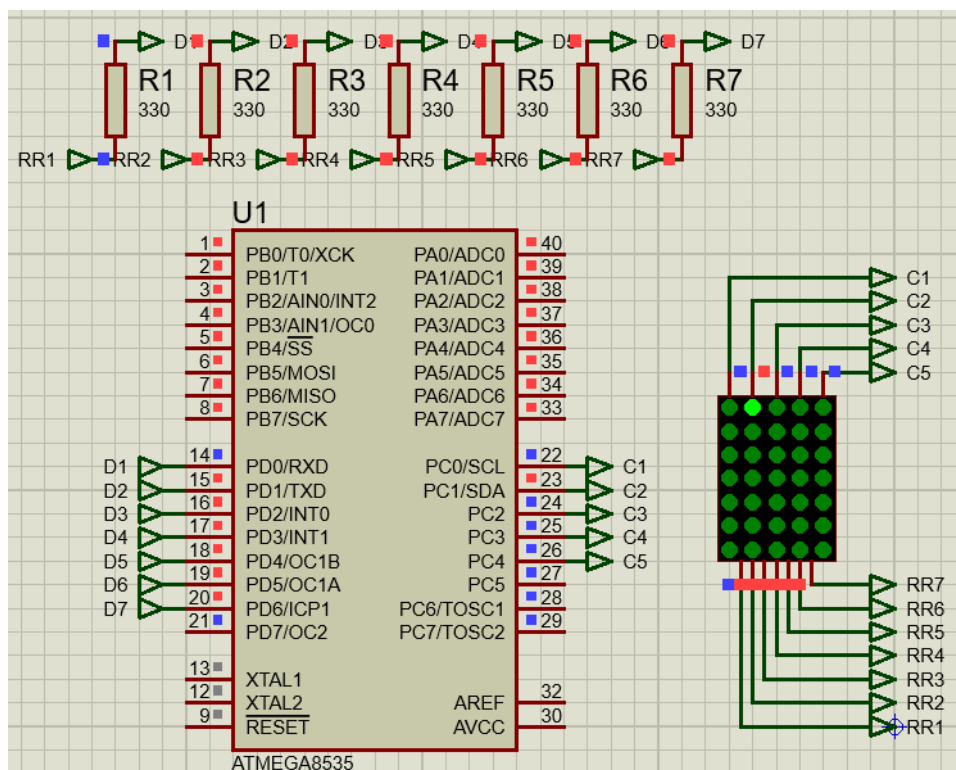 D1 D2 D3 D4 D5 D6 D7
R1 R2 R3 R4 R5 R6 R7
330 330 330 330 330 330 330
RR1 RR2 RR3 RR4 RR5 RR6 RR7
U1
1 PB0/T0/XCK PA0/ADC0 40
2 PB1/T1 PA1/ADC1 39
3 PB2/AIN0/INT2 PA2/ADC2 38
4 PB3/AIN1/OC0 PA3/ADC3 37
5 PB4/SS PA4/ADC4 36
6 PB5/MOSI PA5/ADC5 35
7 PB6/MISO PA6/ADC6 34
8 PB7/SCK PA7/ADC7 33
D1 14 PD0/RXD PC0/SCL 22 C1
D2 15 PD1/TXD PC1/SDA 23 C2
D3 16 PD2/INT0 PC2 24 C3
D4 17 PD3/INT1 PC3 25 C4
D5 18 PD4/OC1B PC4 26 C5
D6 19 PD5/OC1A PC5 27
D7 20 PD6/ICP1 PC6/TOSC1 28
21 PD7/OC2 PC7/TOSC2 29
13 XTAL1
12 XTAL2 AREF 32
9 RESET AVCC 30
ATMEGA8535
C1
C2
C3
C4
C5
RR7
RR6
RR5
RR4
RR3
RR2
RR1